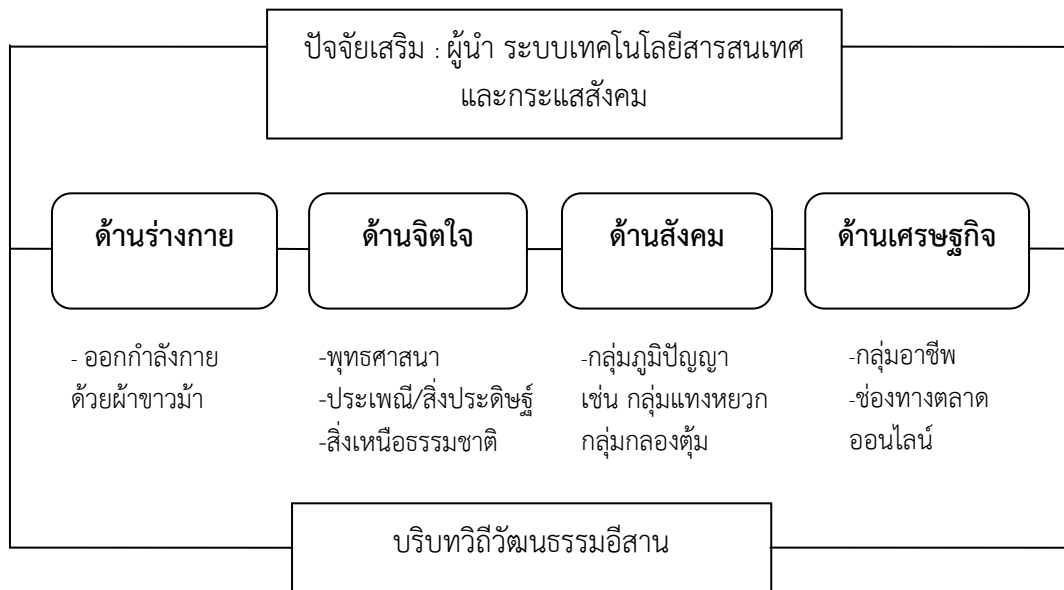 ปัจจัยเสริม : ผู้นำ ระบบเทคโนโลยีสารสนเทศ
และกระแสสังคม
ด้านร่างกาย
ด้านจิตใจ
ด้านสังคม
ด้านเศรษฐกิจ
- ออกกำลังกาย
ด้วยผ้าขาวม้า
-พุทธศาสนา
-ประเพณี/สิ่งประดิษฐ์
-สิ่งเหนือธรรมชาติ
-กลุ่มภูมิปัญญา
เช่น กลุ่มแทงหยวก
กลุ่มกลองตุ้ม
-กลุ่มอาชีพ
-ช่องทางตลาด
ออนไลน์
บริบทวิถีวัฒนธรรมอีสาน